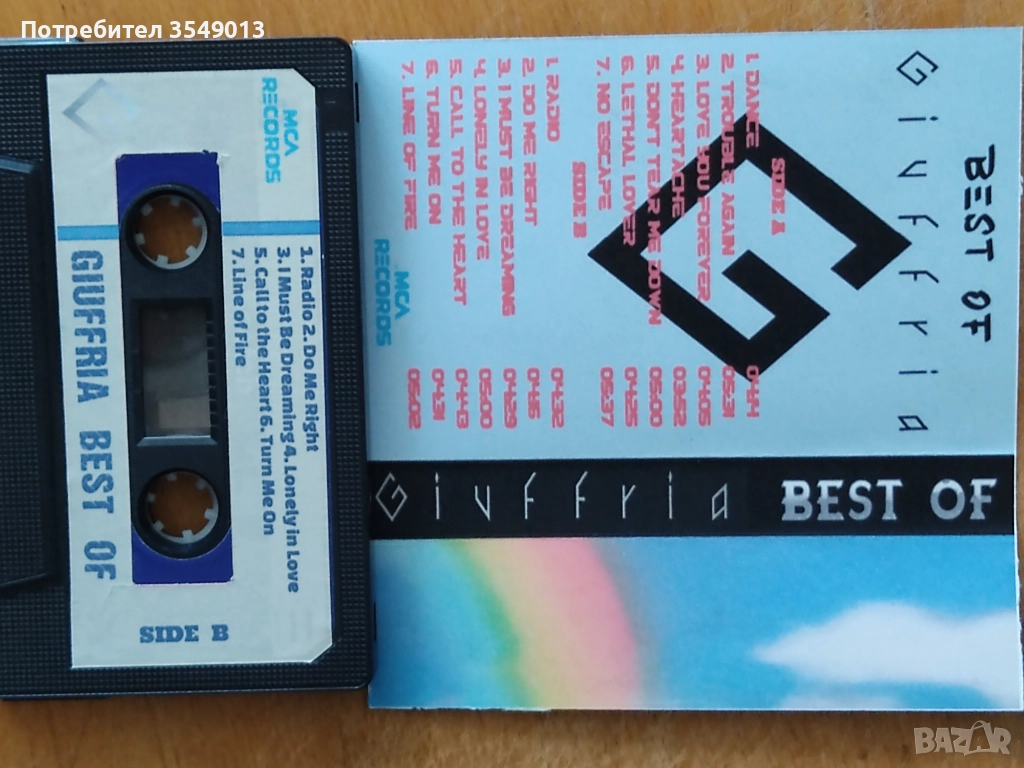 Потребител 3549013
MCA
RECORDS
GIUFFRIA BEST OF
1. Radio 2. Do Me Right
3. I Must Be Dreaming 4. Lonely in Love
5. Call to the Heart 6. Turn Me On
7. Line of Fire
SIDE B
Giuffria
BEST OF
SIDE A
1. DANCE 04:41
2. TROUBLE AGAIN 05:31
3. I LOVE YOU FOREVER 04:05
4. HEARTACHE 03:52
5. DON'T TEAR ME DOWN 05:00
6. LETHAL LOVER 04:25
7. NO ESCAPE 05:37
SIDE B
1. RADIO 04:32
2. DO ME RIGHT 04:45
3. I MUST BE DREAMING 04:29
4. LONELY IN LOVE 05:00
5. CALL TO THE HEART 04:43
6. TURN ME ON 04:31
7. LINE OF FIRE 05:02
MCA
RECORDS
Giuffria BEST OF
BAZAR